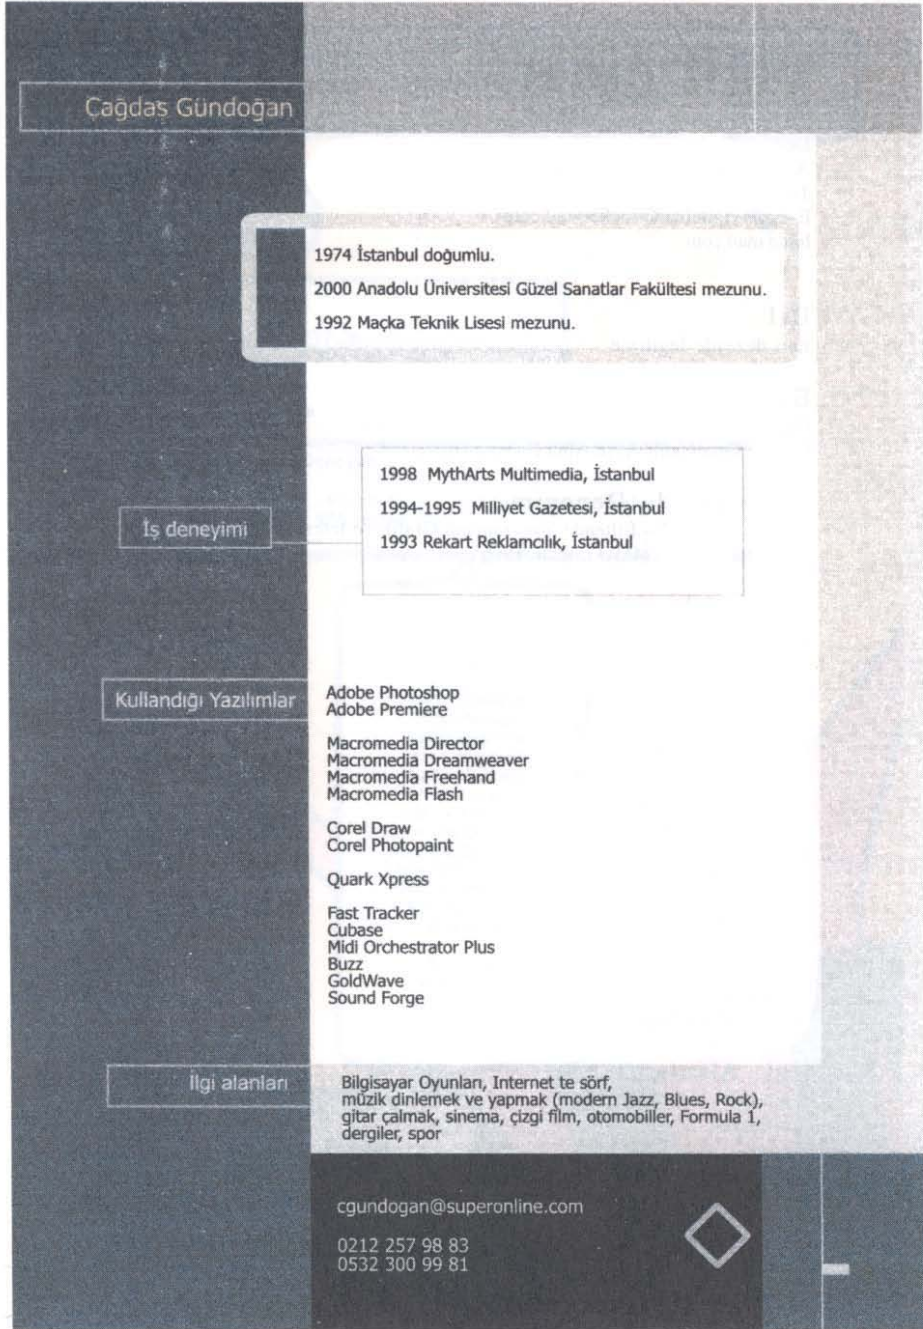 Çağdaş Gündoğan
1974 İstanbul doğumlu.
2000 Anadolu Üniversitesi Güzel Sanatlar Fakültesi mezunu.
1992 Maçka Teknik Lisesi mezunu.
İş deneyimi
1998 MythArts Multimedia, İstanbul
1994-1995 Milliyet Gazetesi, İstanbul
1993 Rekart Reklamcılık, İstanbul
Kullandığı Yazılımlar
Adobe Photoshop
Adobe Premiere
Macromedia Director
Macromedia Dreamweaver
Macromedia Freehand
Macromedia Flash
Corel Draw
Corel Photopaint
Quark Xpress
Fast Tracker
Cubase
Midi Orchestrator Plus
Buzz
GoldWave
Sound Forge
İlgi alanları
Bilgisayar Oyunları, Internet te sörf,
müzik dinlemek ve yapmak (modern Jazz, Blues, Rock),
gitar çalmak, sinema, çizgi film, otomobiller, Formula 1,
dergiler, spor
cgundogan@superonline.com
0212 257 98 83
0532 300 99 81